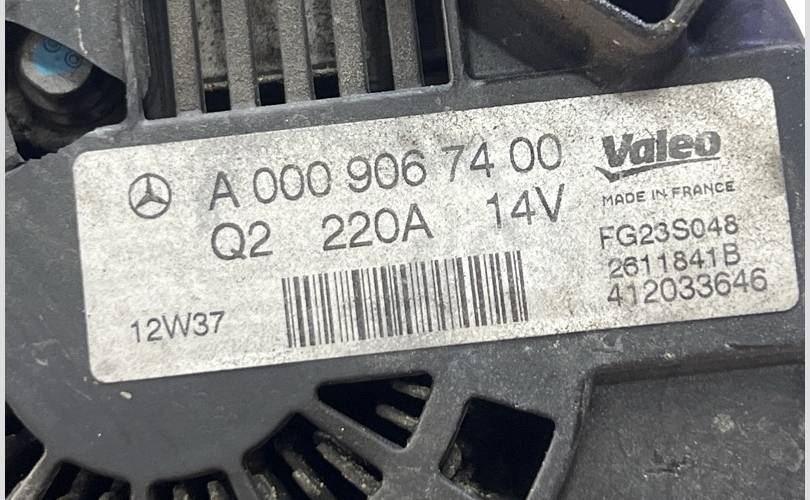 A 000 906 74 00
Q2 220A 14V
12W37
Valeo
MADE IN FRANCE
FG23S048
2611841B
412033646